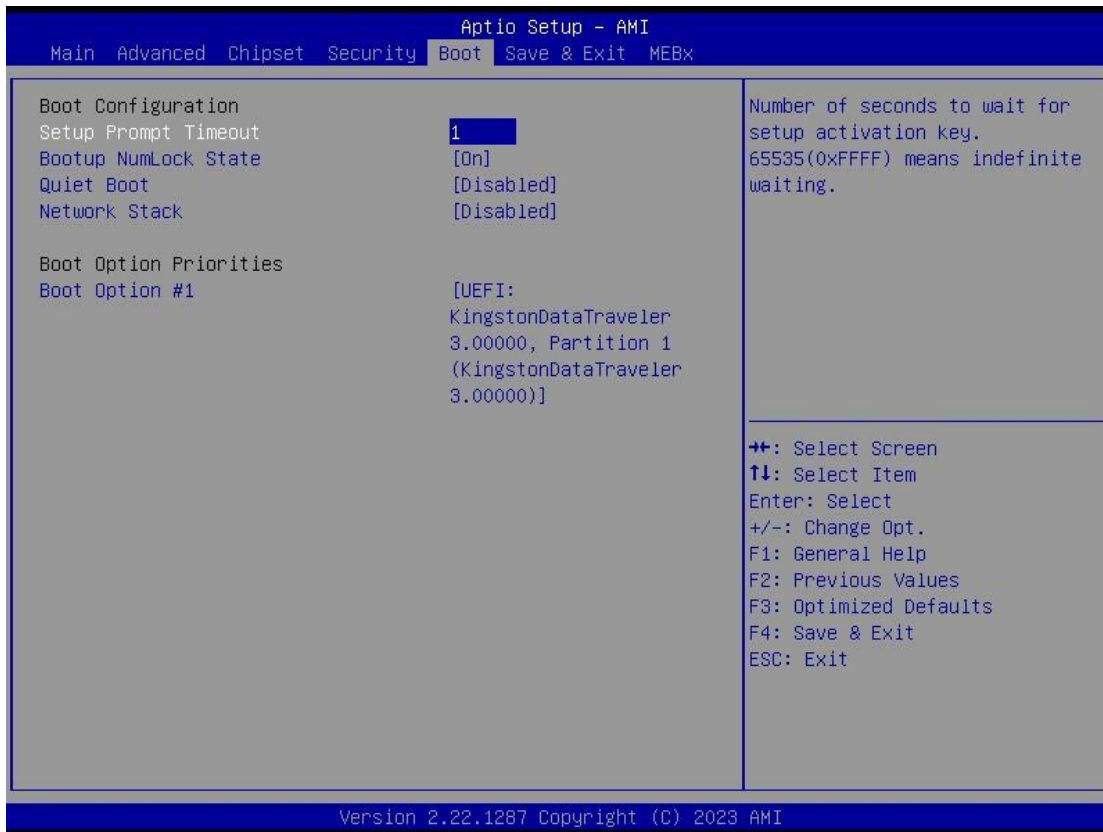 Aptio Setup – AMI
Main Advanced Chipset Security Boot Save & Exit MEBx
Boot Configuration
Setup Prompt Timeout 1
Bootup NumLock State [On]
Quiet Boot [Disabled]
Network Stack [Disabled]
Boot Option Priorities
Boot Option #1 [UEFI:
KingstonDataTraveler
3.00000, Partition 1
(KingstonDataTraveler
3.00000)]
Number of seconds to wait for
setup activation key.
65535(0xFFFF) means indefinite
waiting.
→←: Select Screen
↑↓: Select Item
Enter: Select
+/-: Change Opt.
F1: General Help
F2: Previous Values
F3: Optimized Defaults
F4: Save & Exit
ESC: Exit
Version 2.22.1287 Copyright (C) 2023 AMI